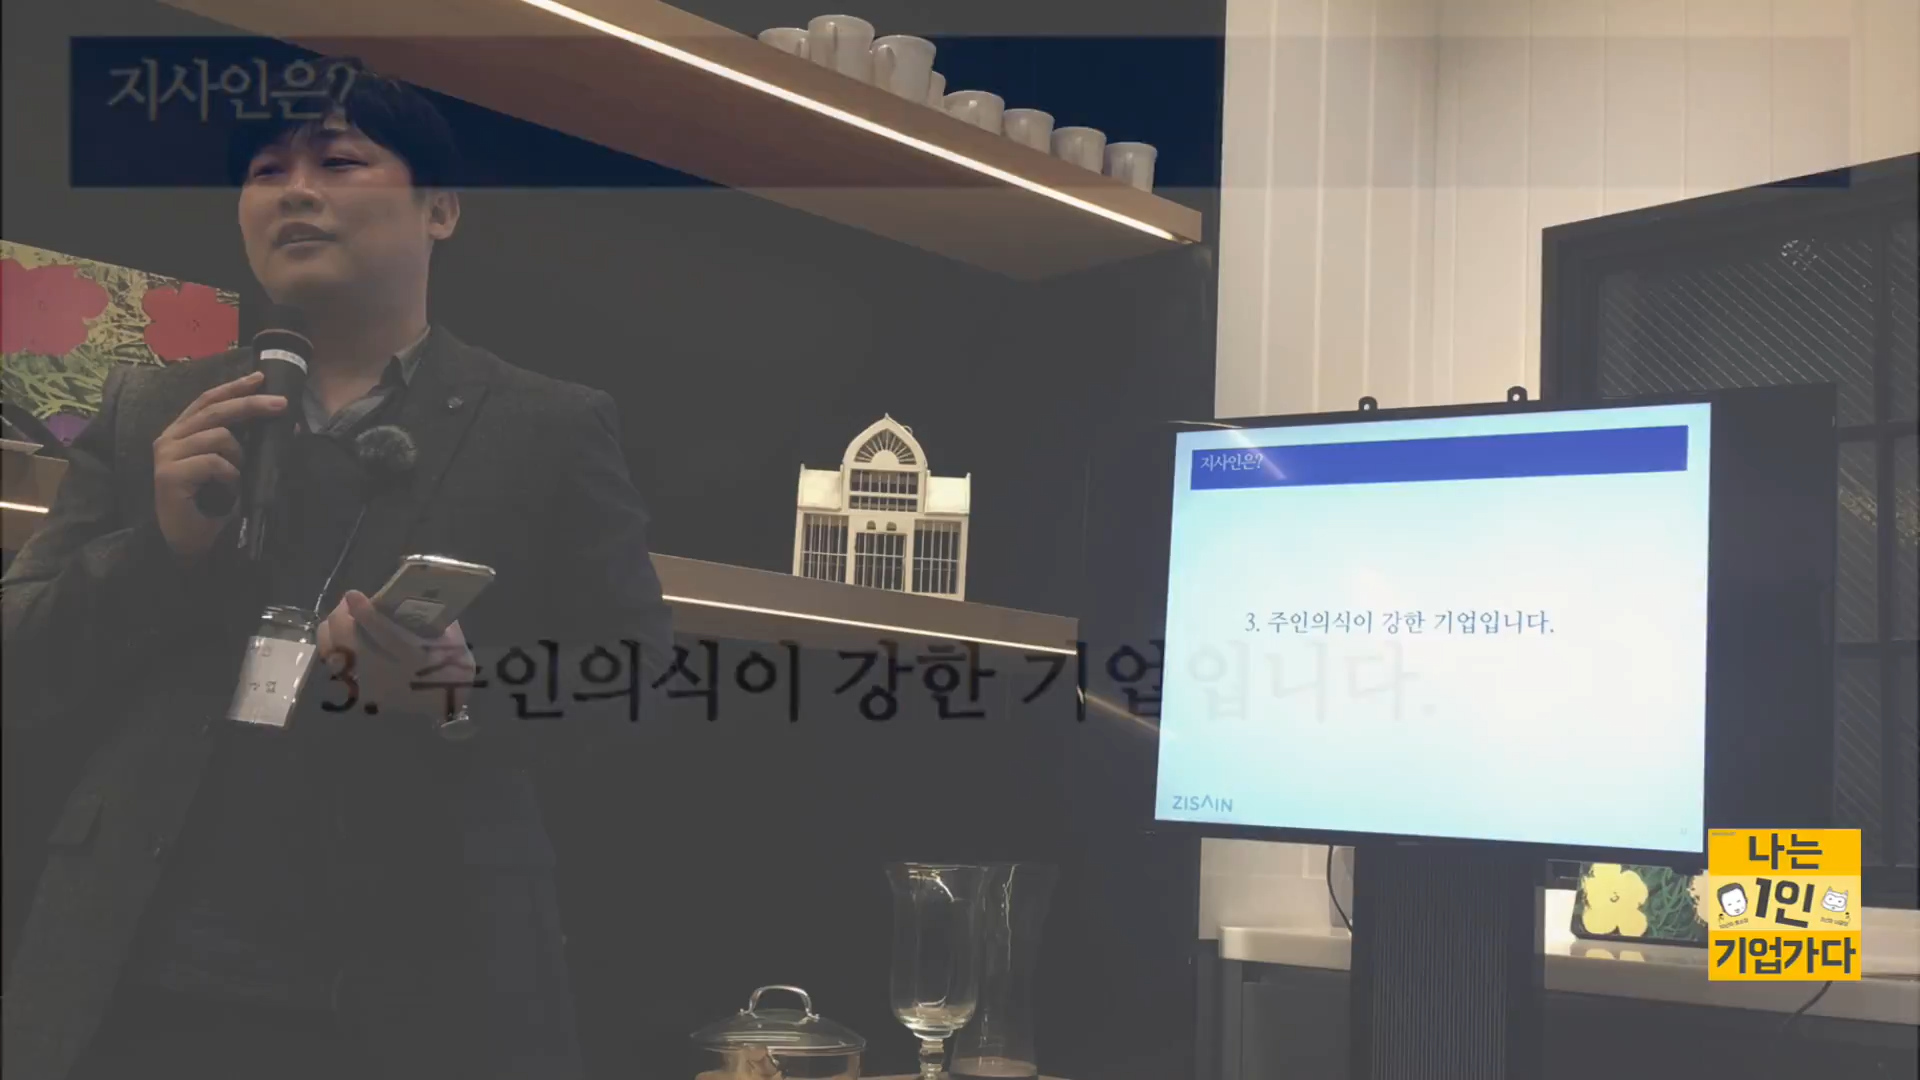 지사인은?
지사인은?
3. 주인의식이 강한 기업입니다.
3. 주인의식이 강한 기업입니다.
ZISAIN
나는
1인
기업가다